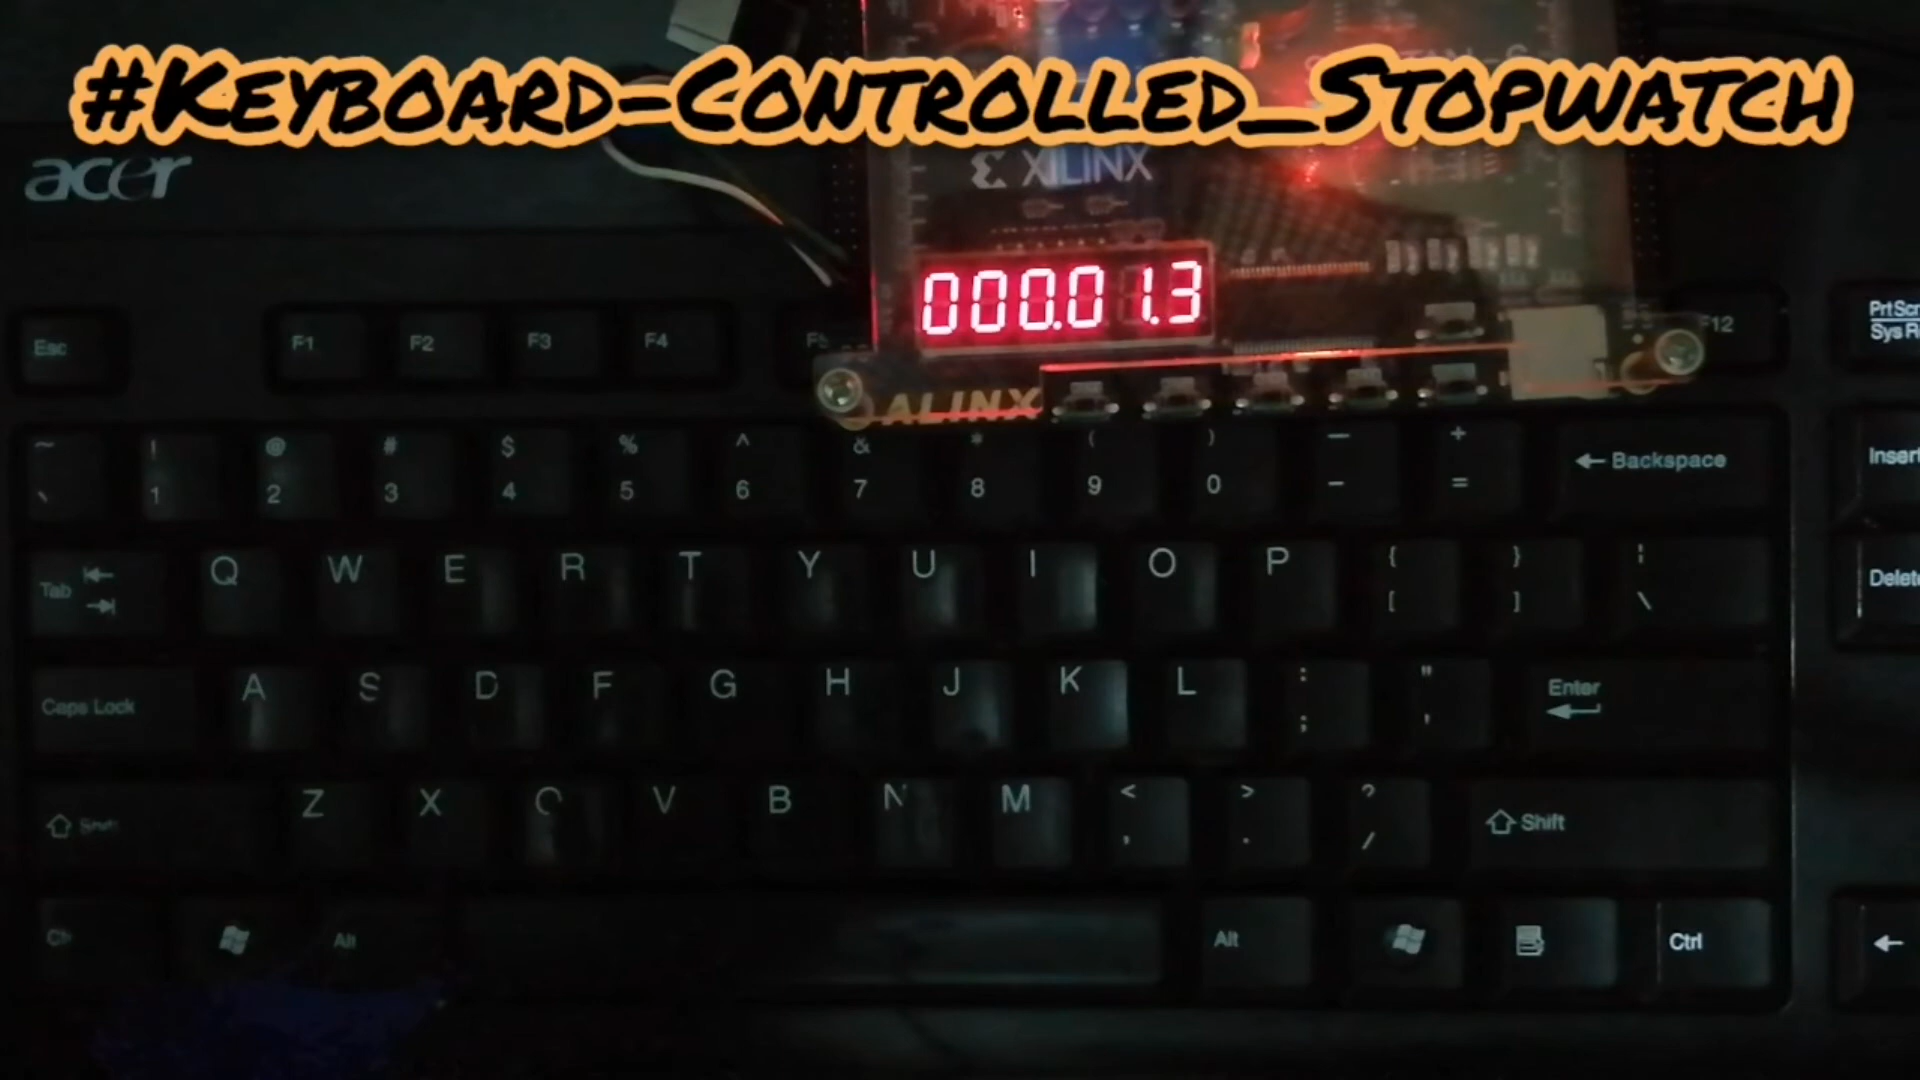 #Keyboard-Controlled_Stopwatch
acer
XILINX
000.01.3
Esc F1 F2 F3 F4 F12 PrtScr
Sys R
ALINX
~ ! @ # $ % ^ & * ( ) — +
` 1 2 3 4 5 6 7 8 9 0 - = ← Backspace Insert
Tab Q W E R T Y U I O P { } ¦
[ ] \ Delete
Caps Lock A S D F G H J K L : " Enter
; '
Z X C V B N M < > ?
, . / Shift
Alt Alt Ctrl